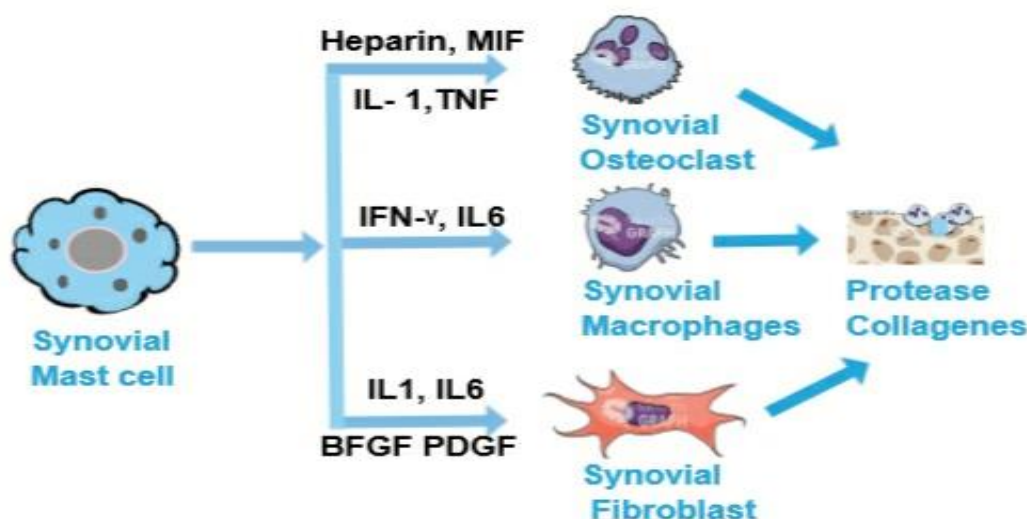 Heparin, MIF
IL- 1,TNF
Synovial
Osteoclast
IFN-γ, IL6
Synovial
Mast cell
Synovial
Macrophages
Protease
Collagenes
IL1, IL6
BFGF PDGF
Synovial
Fibroblast